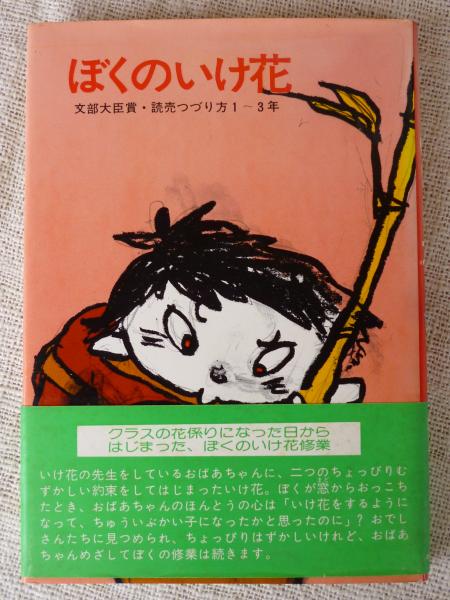 ぼくのいけ花
文部大臣賞・読売つづり方1~3年
クラスの花係りになった日から
はじまった、ぼくのいけ花修業
いけ花の先生をしているおばあちゃんに、二つのちょっぴりむ
ずかしい約束をしてはじまったいけ花。ぼくが窓からおっこち
たとき、おばあちゃんのほんとうの心は「いけ花をするように
なって、ちゅういぶかい子になったかと思ったのに」？おでし
さんたちに見つめられ、ちょっぴりはずかしいけれど、おばあ
ちゃんめざしてぼくの修業は続きます。